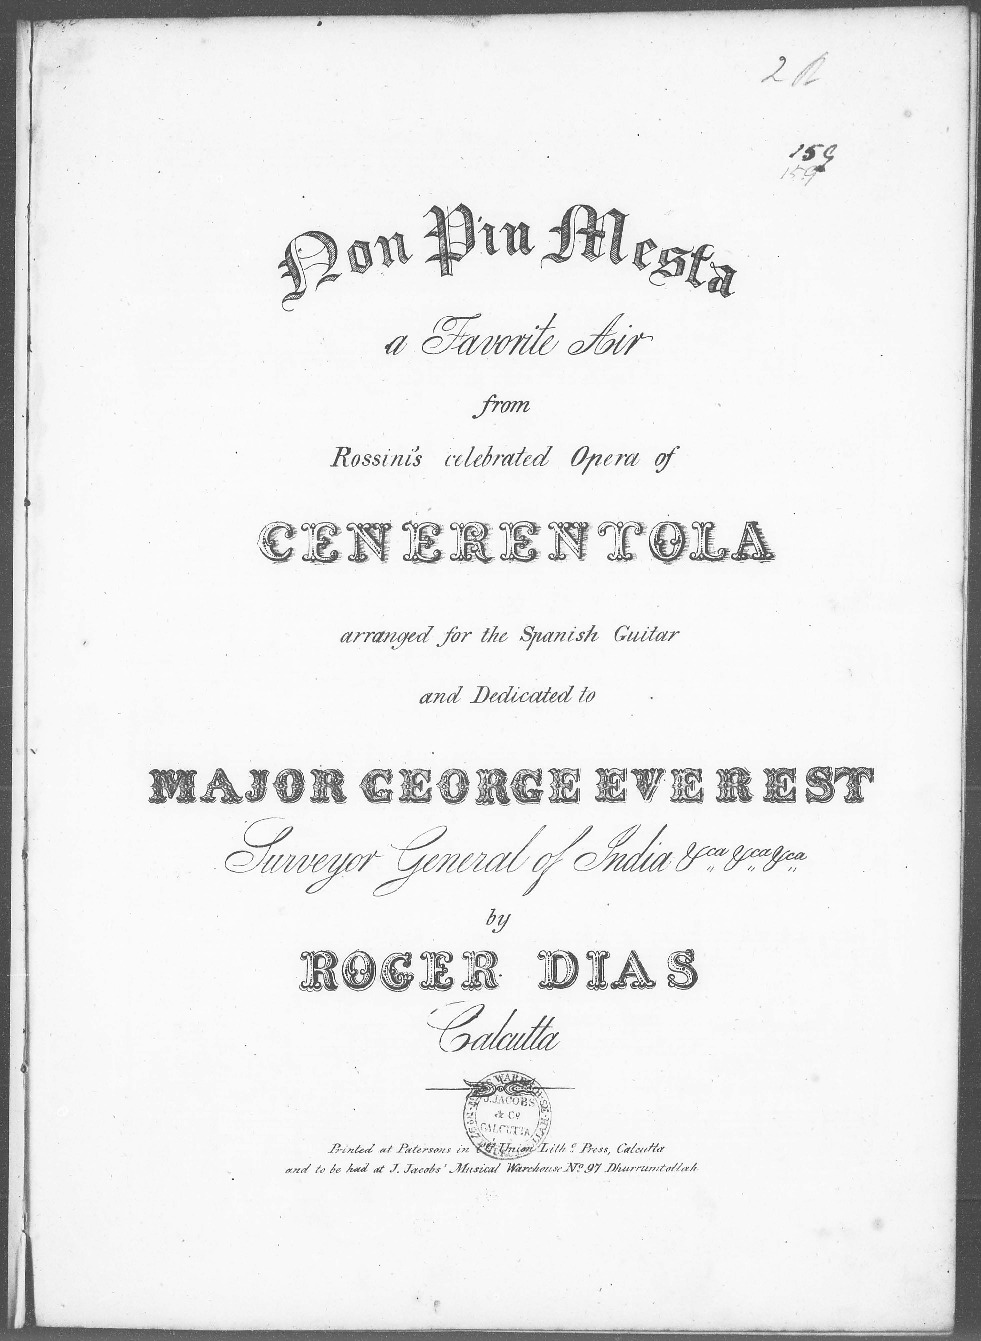 2
159
159
Non Piu Mesta
a Favorite Air
from
Rossini's celebrated Opera of
CENERENTOLA
arranged for the Spanish Guitar
and Dedicated to
MAJOR GEORGE EVEREST
Surveyor General of India &ca &ca &ca
by
ROGER DIAS
Calcutta
J. JACOBS
& Co
CALCUTTA
Printed at Patersons in Union Lithc Press, Calcutta
and to be had at J. Jacobs' Musical Warehouse No. 97 Dhurrumtollah